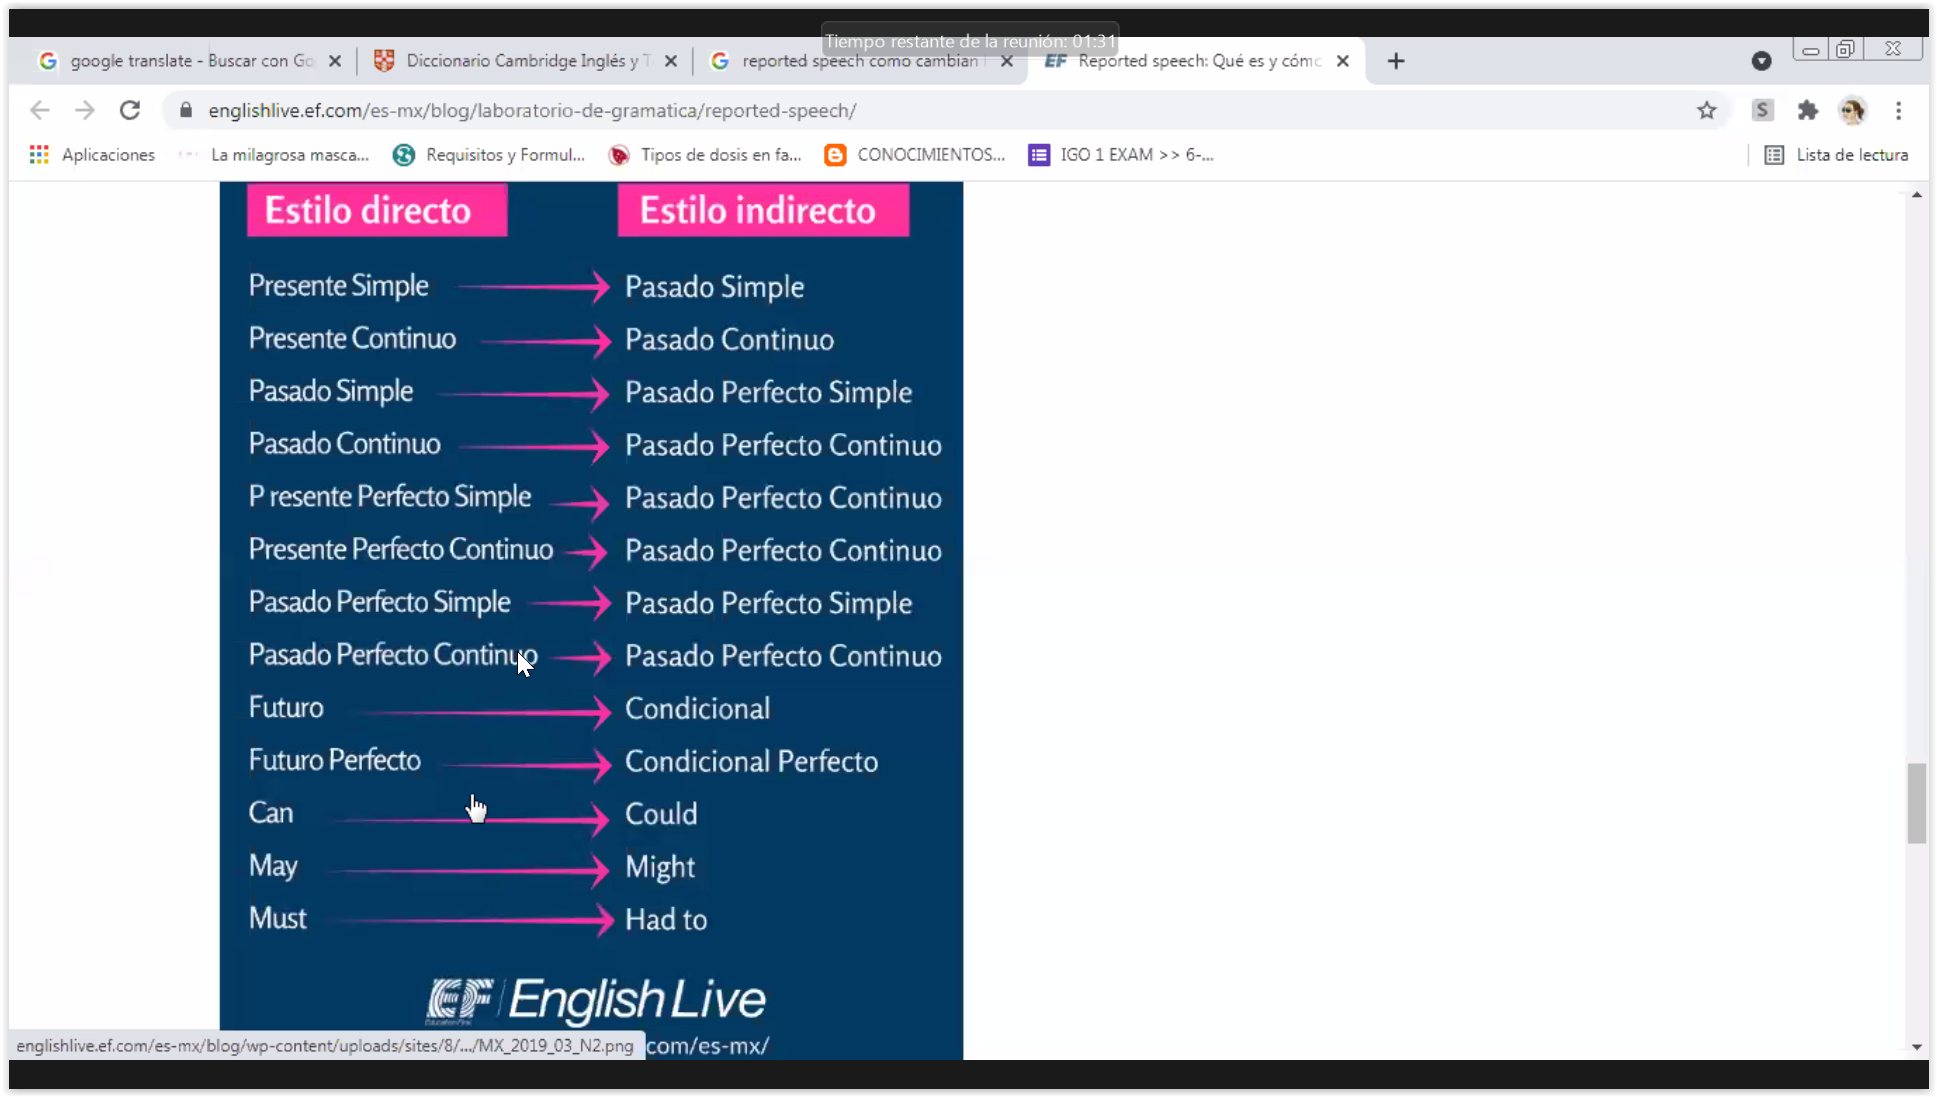 Tiempo restante de la reunión: 01:31
google translate - Buscar con Go
Diccionario Cambridge Inglés y T
reported speech como cambian
EF Reported speech: Qué es y cómo
englishlive.ef.com/es-mx/blog/laboratorio-de-gramatica/reported-speech/
S
Aplicaciones
La milagrosa masca...
Requisitos y Formul...
Tipos de dosis en fa...
CONOCIMIENTOS...
IGO 1 EXAM >> 6-...
Lista de lectura
Estilo directo Estilo indirecto
Presente Simple Pasado Simple
Presente Continuo Pasado Continuo
Pasado Simple Pasado Perfecto Simple
Pasado Continuo Pasado Perfecto Continuo
P resente Perfecto Simple Pasado Perfecto Continuo
Presente Perfecto Continuo Pasado Perfecto Continuo
Pasado Perfecto Simple Pasado Perfecto Simple
Pasado Perfecto Continuo Pasado Perfecto Continuo
Futuro Condicional
Futuro Perfecto Condicional Perfecto
Can Could
May Might
Must Had to
EF English Live
englishlive.ef.com/es-mx/blog/wp-content/uploads/sites/8/.../MX_2019_03_N2.png
com/es-mx/